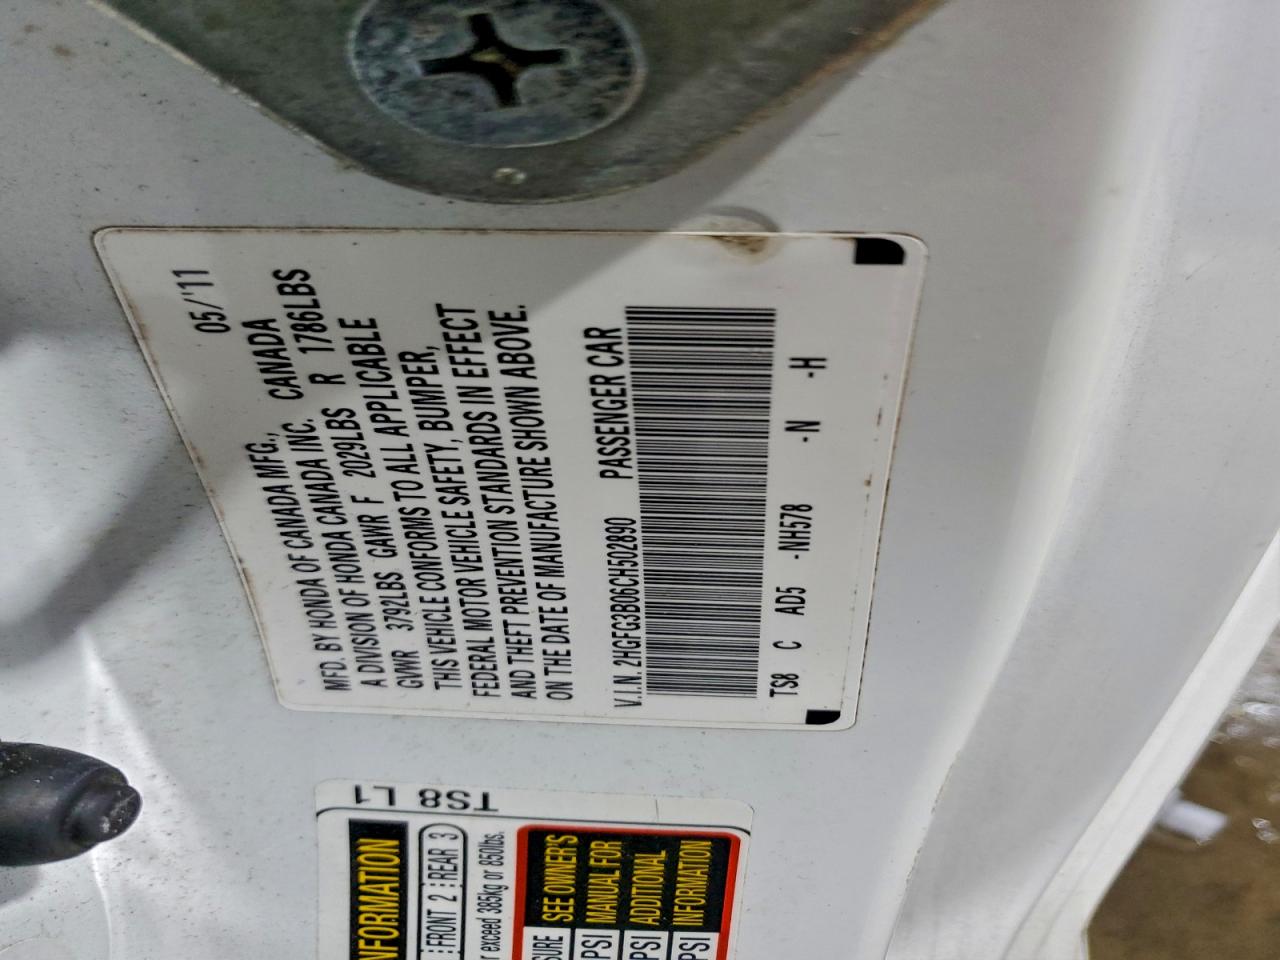 05/'11
MFD. BY HONDA OF CANADA MFG., CANADA
A DIVISION OF HONDA CANADA INC.
GVWR 3792LBS GAWR F 2029LBS R 1786LBS
THIS VEHICLE CONFORMS TO ALL APPLICABLE
FEDERAL MOTOR VEHICLE SAFETY, BUMPER,
AND THEFT PREVENTION STANDARDS IN EFFECT
ON THE DATE OF MANUFACTURE SHOWN ABOVE.
V.I.N. 2HGFG3B06CH502890 PASSENGER CAR
TS8 C AD5 -NH578 -N -H
TS8 L1
FRONT 2 REAR 3
exceed 385kg or 850lbs.
SEE OWNER'S
MANUAL FOR
ADDITIONAL
INFORMATION
PSI
PSI
PSI